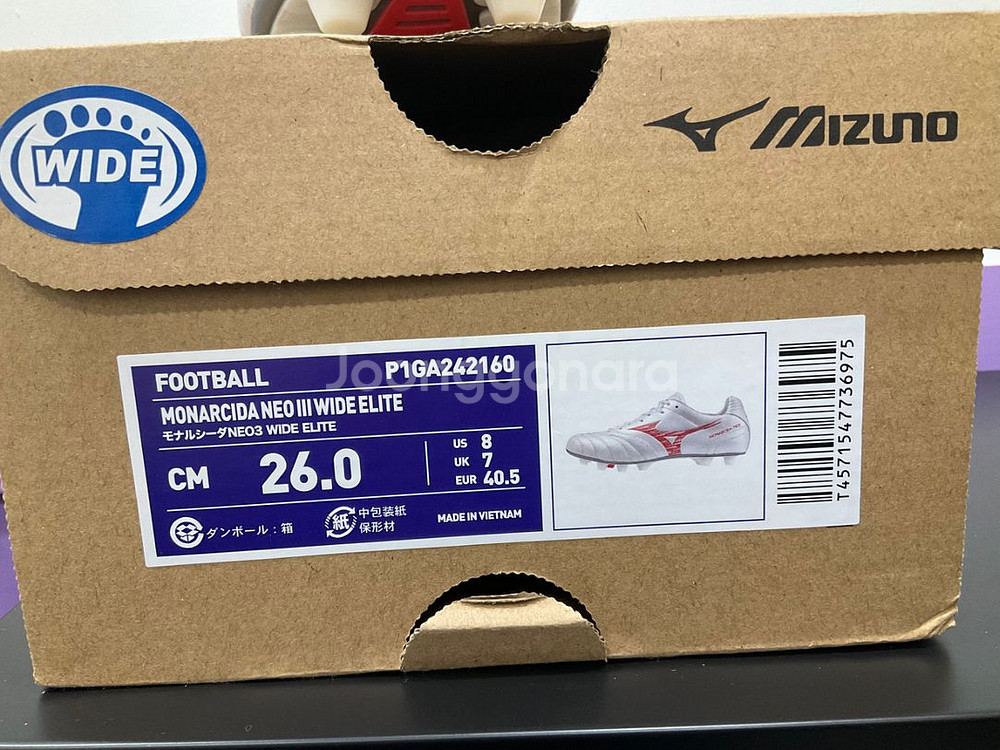 WIDE
MIZUNO
FOOTBALL
P1GA242160
MONARCIDA NEO III WIDE ELITE
モナルシーダNEO3 WIDE ELITE
CM 26.0
US 8
UK 7
EUR 40.5
ダンボール：箱
紙
中包装紙
保形材
MADE IN VIETNAM
T4571547736975
Joonggonara